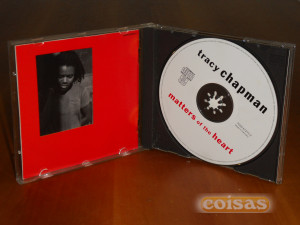 tracy chapman
matters of the heart
coisas